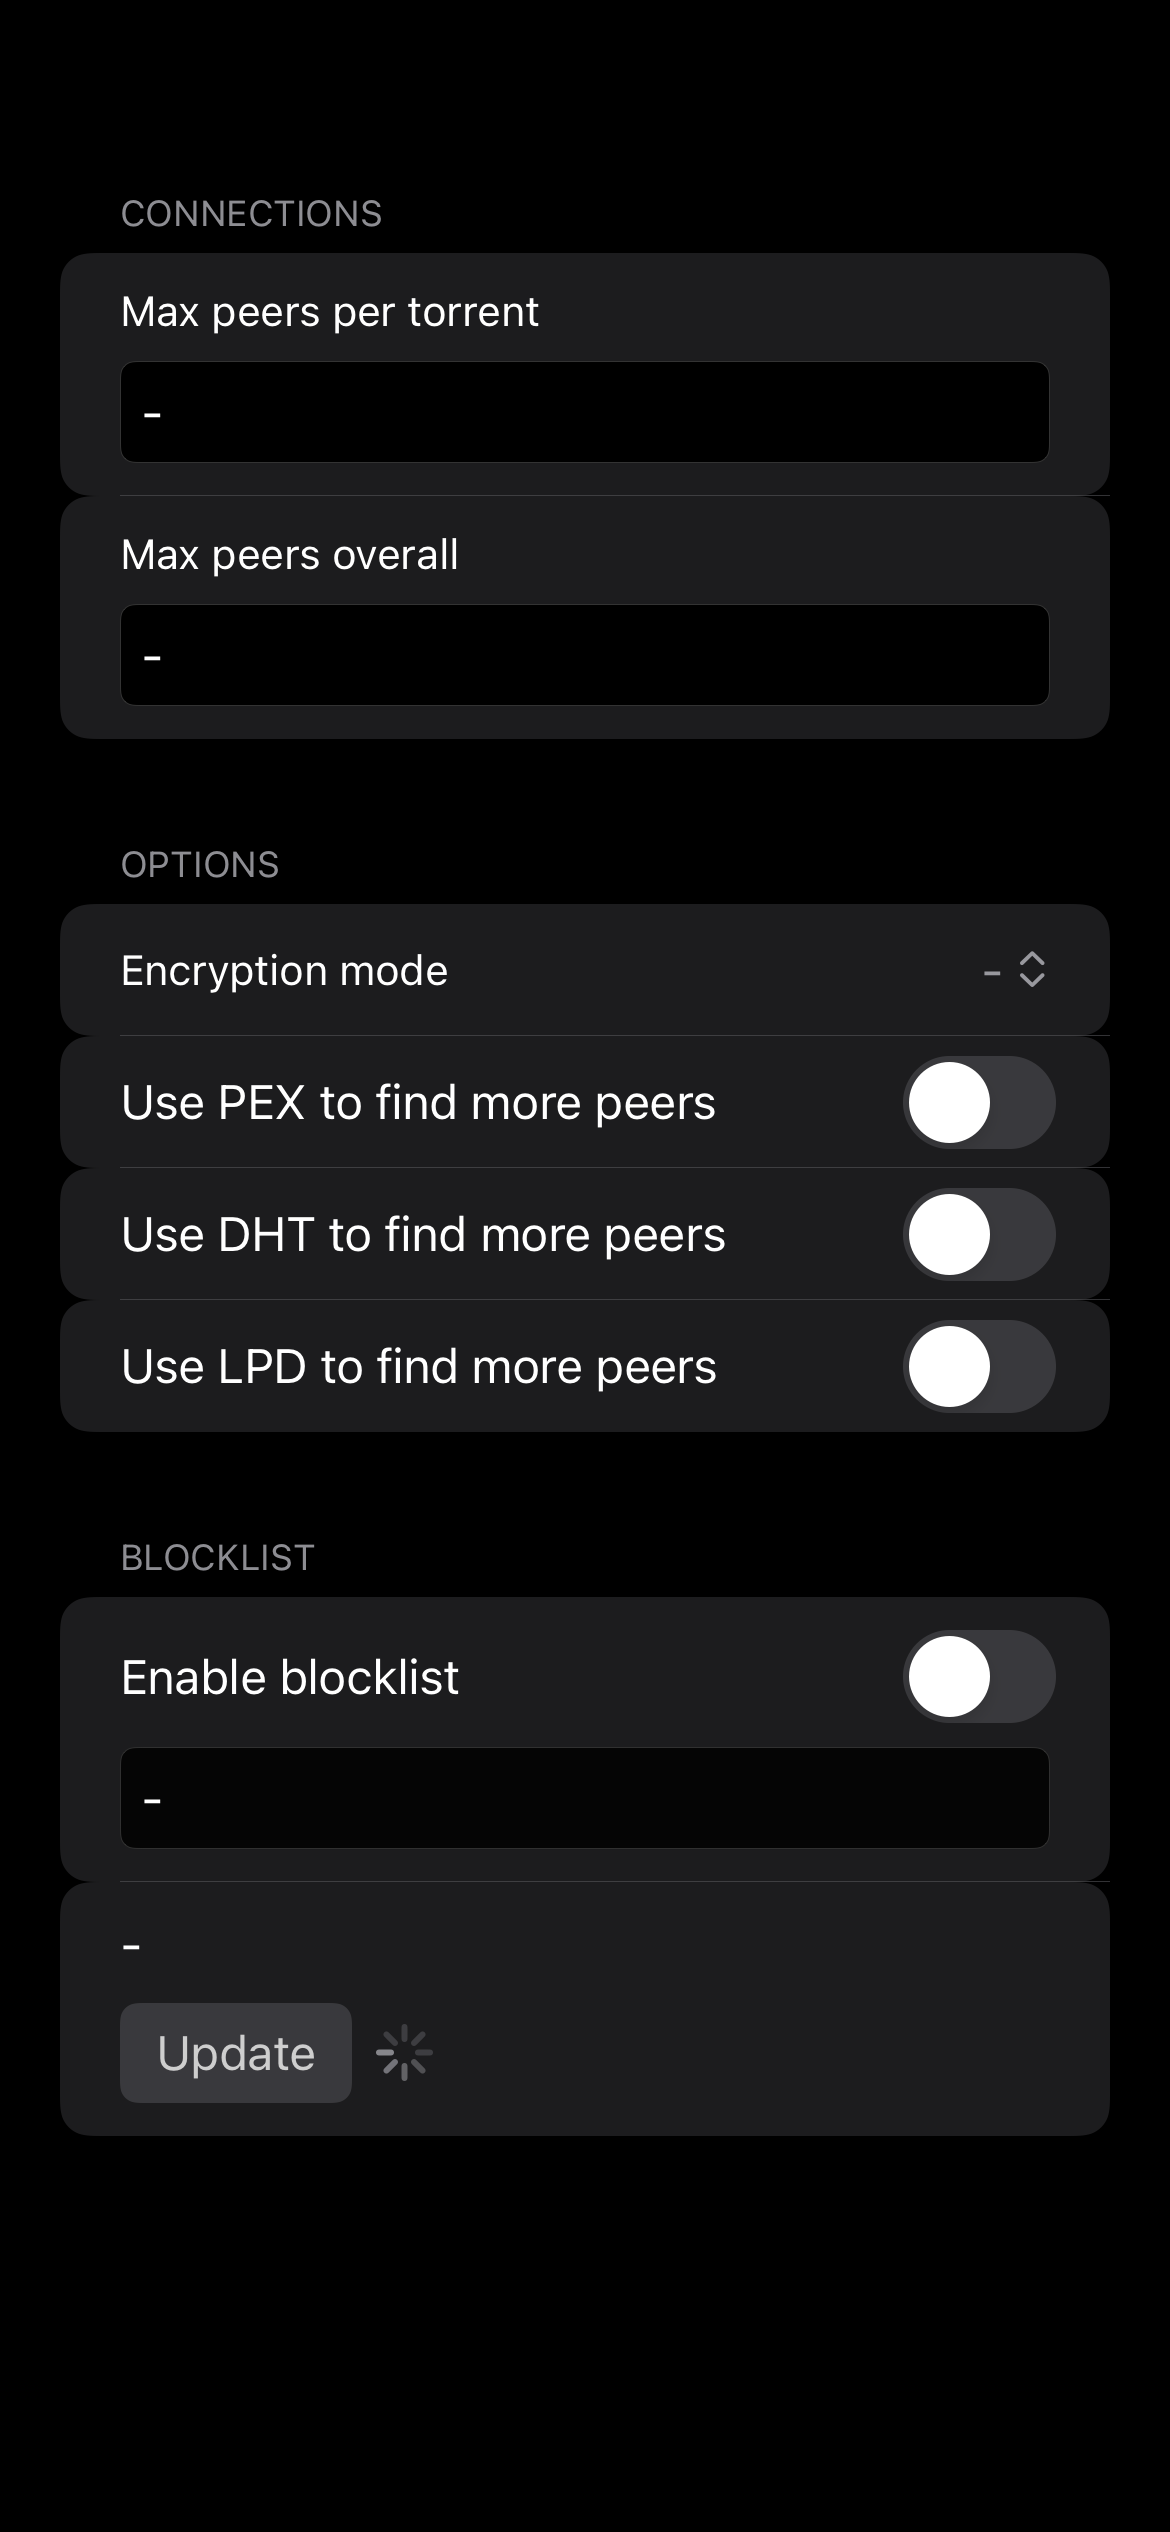 CONNECTIONS
Max peers per torrent
-
Max peers overall
-
OPTIONS
Encryption mode -
Use PEX to find more peers
Use DHT to find more peers
Use LPD to find more peers
BLOCKLIST
Enable blocklist
-
-
Update